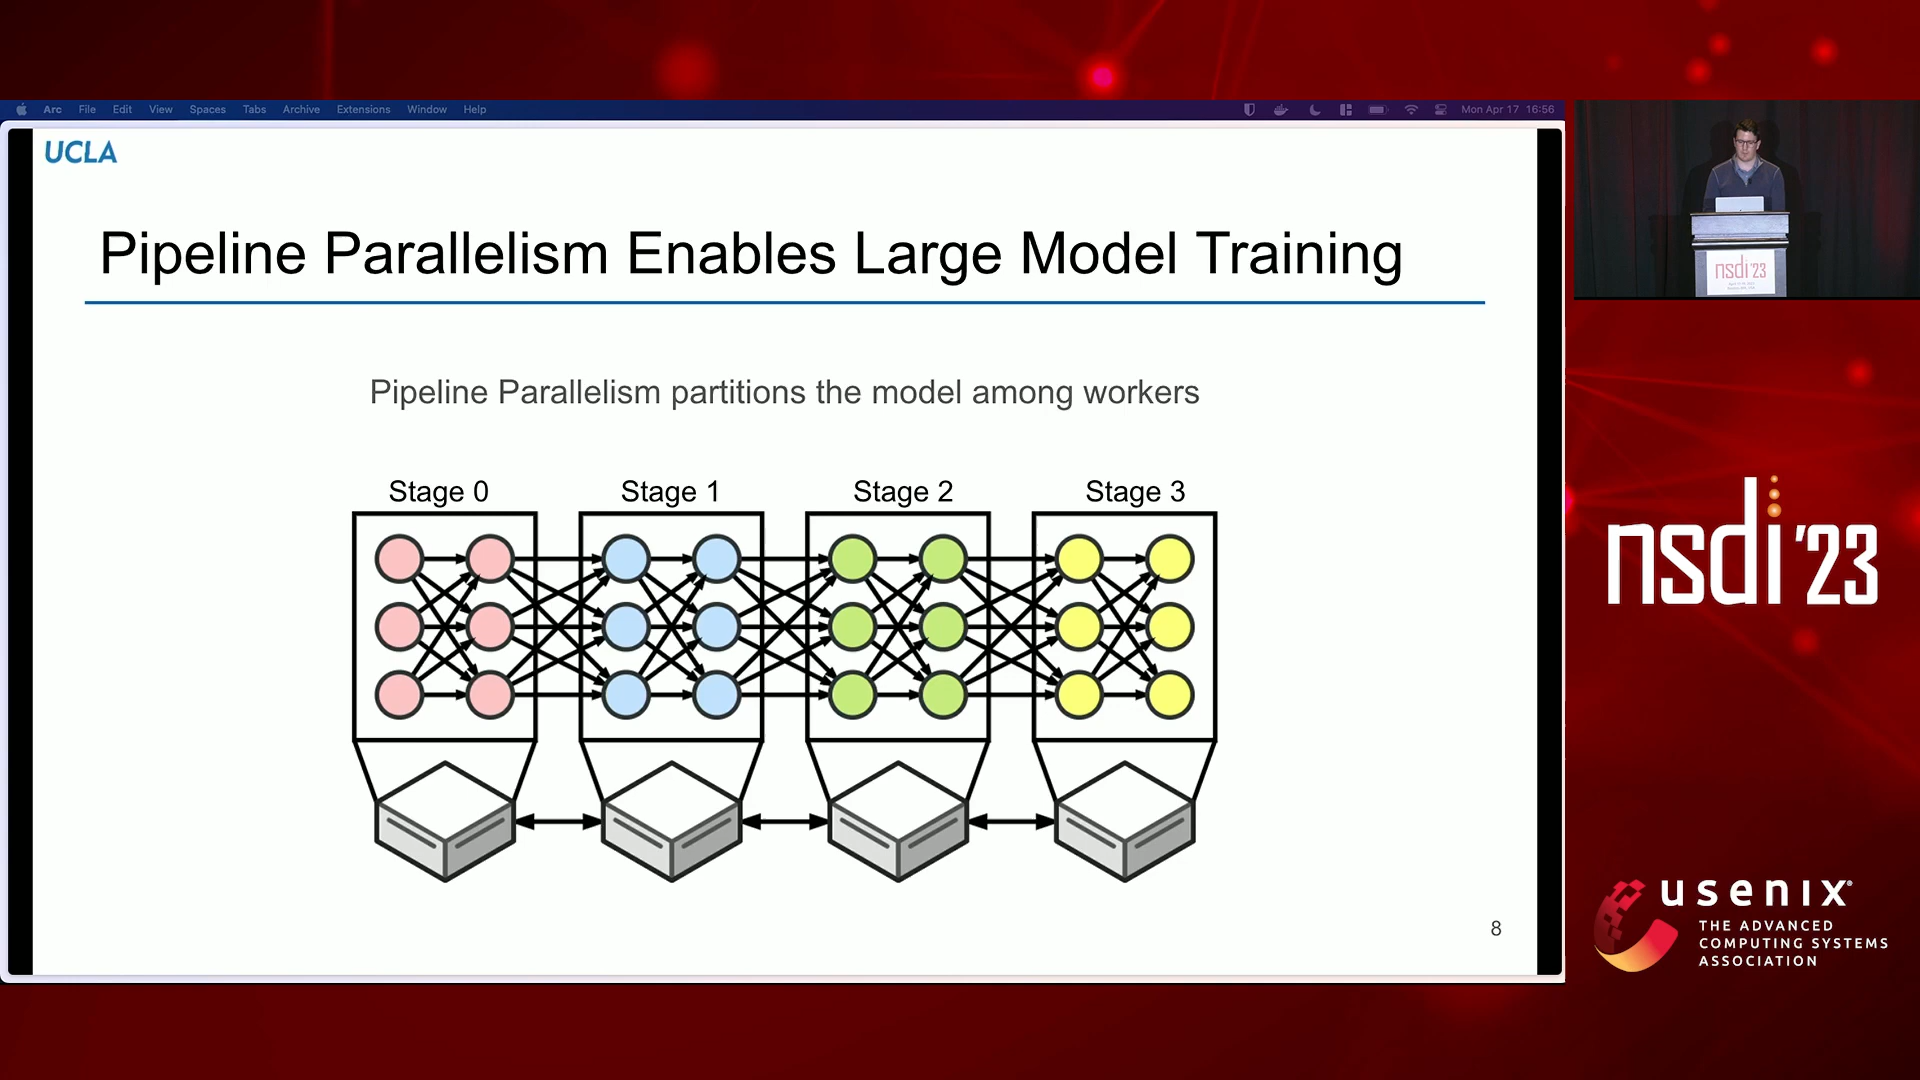 Arc File Edit View Spaces Tabs Archive Extensions Window Help
Mon Apr 17 16:56
UCLA
Pipeline Parallelism Enables Large Model Training
Pipeline Parallelism partitions the model among workers
Stage 0 Stage 1 Stage 2 Stage 3
8
nsdi '23
nsdi '23
usenix®
THE ADVANCED
COMPUTING SYSTEMS
ASSOCIATION